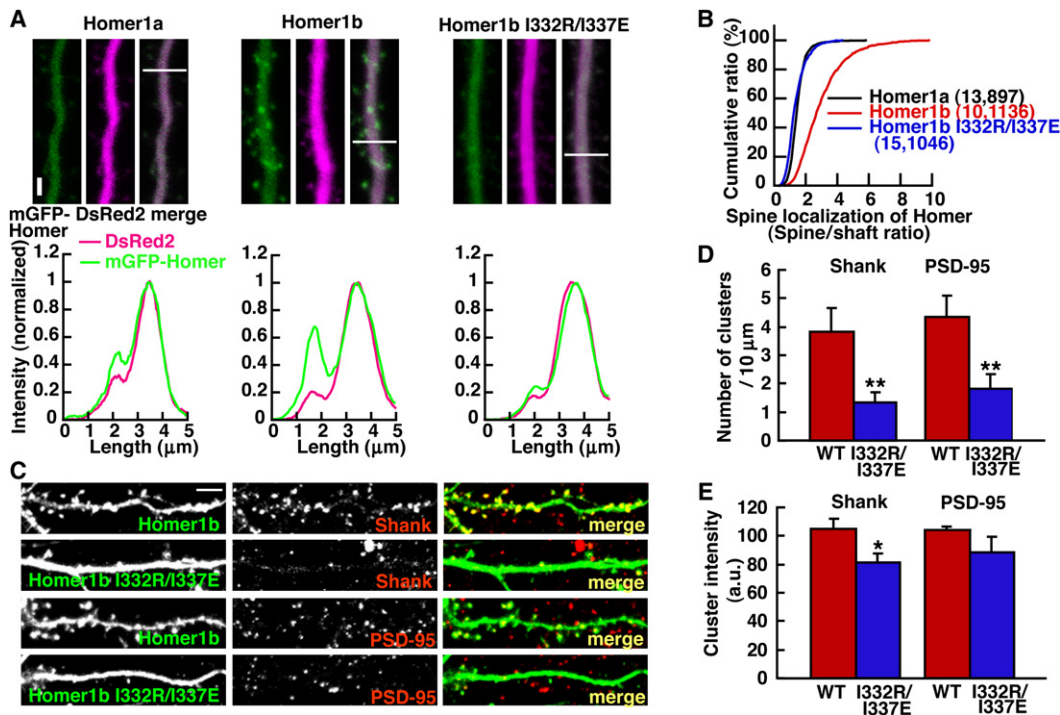 A
Homer1a
Homer1b
Homer1b I332R/I337E
mGFP- DsRed2 merge
Homer
DsRed2
mGFP-Homer
Intensity (normalized)
1.2
1
0.8
0.6
0.4
0.2
0 1 2 3 4 5
Length (μm)
1.2
1
0.8
0.6
0.4
0.2
0 1 2 3 4 5
Length (μm)
1.2
1
0.8
0.6
0.4
0.2
0 1 2 3 4 5
Length (μm)
B
Cumulative ratio (%)
100
80
60
40
20
0 2 4 6 8 10
Homer1a (13,897)
Homer1b (10,1136)
Homer1b I332R/I337E
(15,1046)
Spine localization of Homer
(Spine/shaft ratio)
C
Homer1b
Shank
merge
Homer1b I332R/I337E
Shank
merge
Homer1b
PSD-95
merge
Homer1b I332R/I337E
PSD-95
merge
D
Shank PSD-95
Number of clusters
/ 10 μm
6
5
4
3
2
1
0
**
**
WT I332R/
I337E
WT I332R/
I337E
E
Shank PSD-95
Cluster intensity
(a.u.)
120
100
80
60
40
20
0
*
WT I332R/
I337E
WT I332R/
I337E